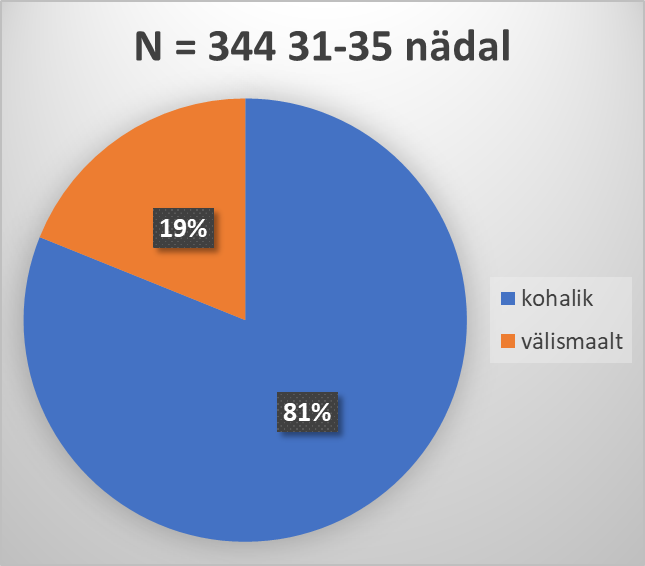 N = 344 31-35 nädal
19%
81%
kohalik
välismaalt